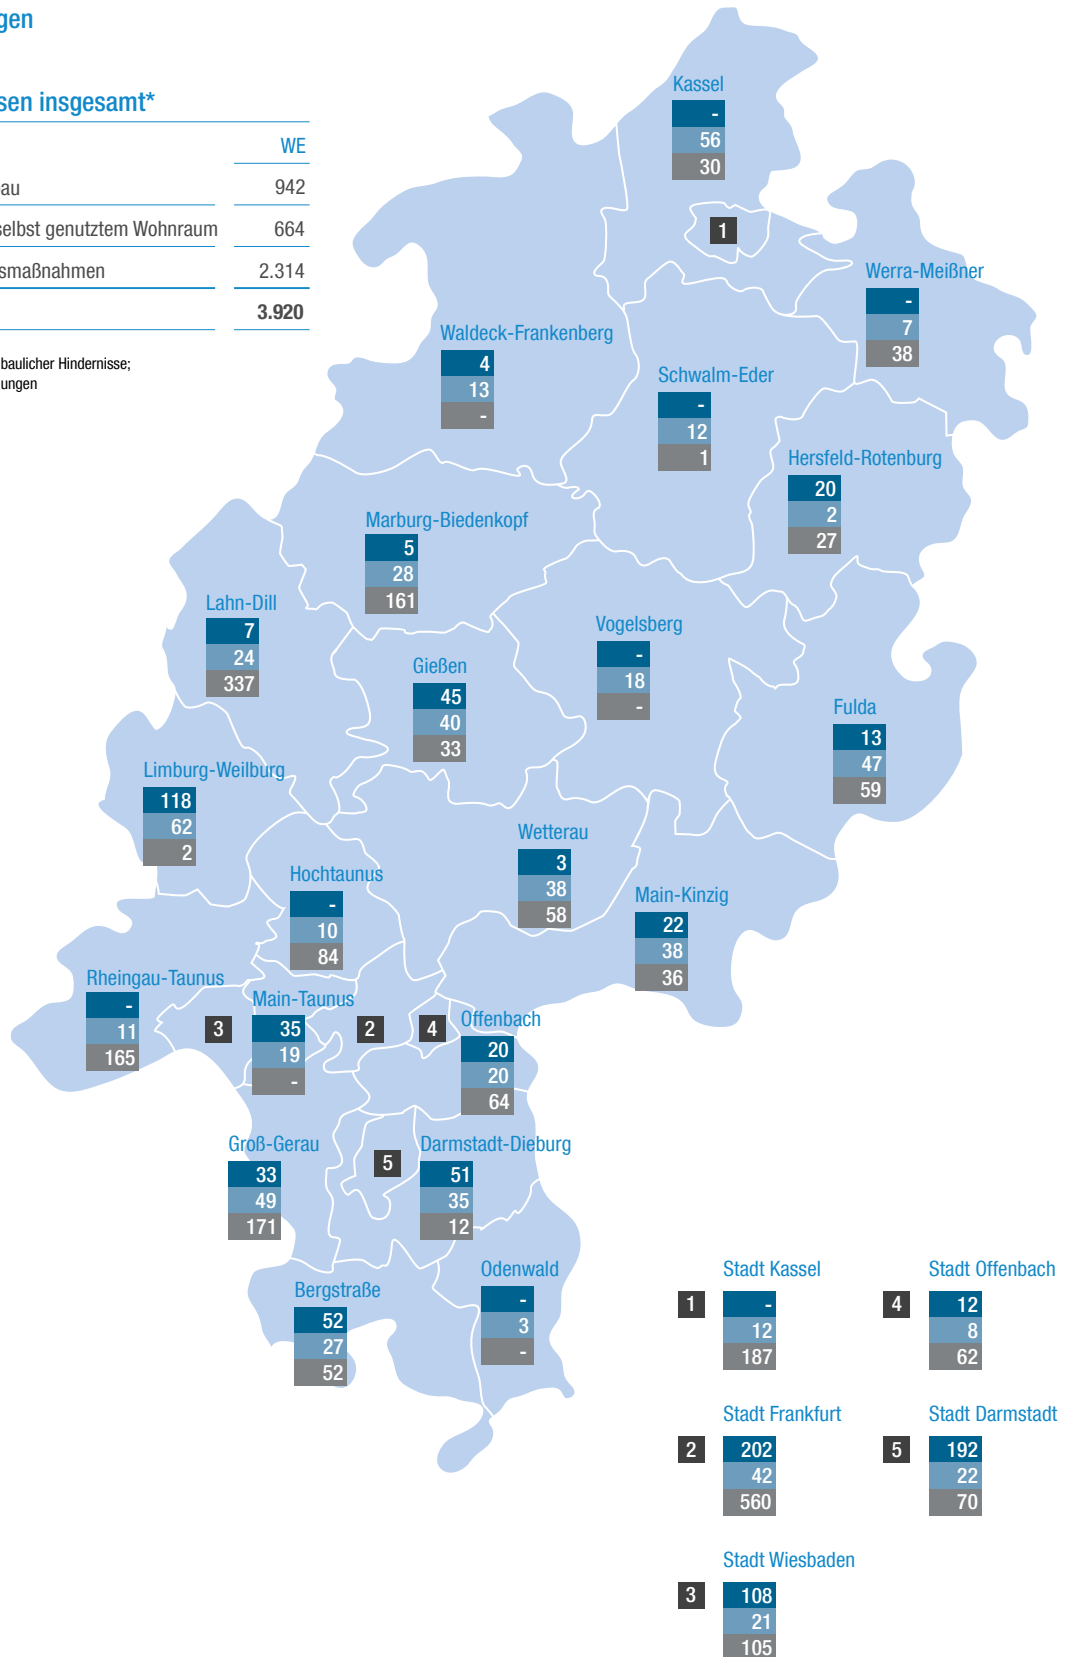 gen
sen insgesamt*
WE
au 942
selbst genutztem Wohnraum 664
smaßnahmen 2.314
3.920
baulicher Hindernisse;
ungen
Kassel
-
56
30
1
Werra-Meißner
-
7
38
Waldeck-Frankenberg
4
13
-
Schwalm-Eder
-
12
1
Hersfeld-Rotenburg
20
2
27
Marburg-Biedenkopf
5
28
161
Lahn-Dill
7
24
337
Vogelsberg
-
18
-
Gießen
45
40
33
Fulda
13
47
59
Limburg-Weilburg
118
62
2
Wetterau
3
38
58
Hochtaunus
-
10
84
Main-Kinzig
22
38
36
Rheingau-Taunus
-
11
165
3
Main-Taunus
35
19
-
2
4
Offenbach
20
20
64
Groß-Gerau
33
49
171
5
Darmstadt-Dieburg
51
35
12
Bergstraße
52
27
52
Odenwald
-
3
-
Stadt Kassel
1
-
12
187
Stadt Offenbach
4
12
8
62
Stadt Frankfurt
2
202
42
560
Stadt Darmstadt
5
192
22
70
Stadt Wiesbaden
3
108
21
105